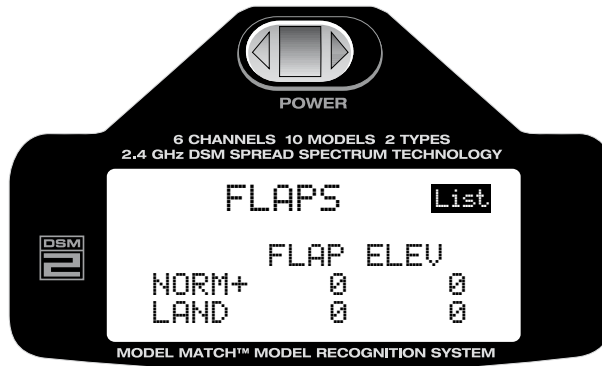 POWER
6 CHANNELS 10 MODELS 2 TYPES
2.4 GHz DSM SPREAD SPECTRUM TECHNOLOGY
FLAPS List
DSM
2
FLAP ELEV
NORM+ 0 0
LAND 0 0
MODEL MATCH™ MODEL RECOGNITION SYSTEM